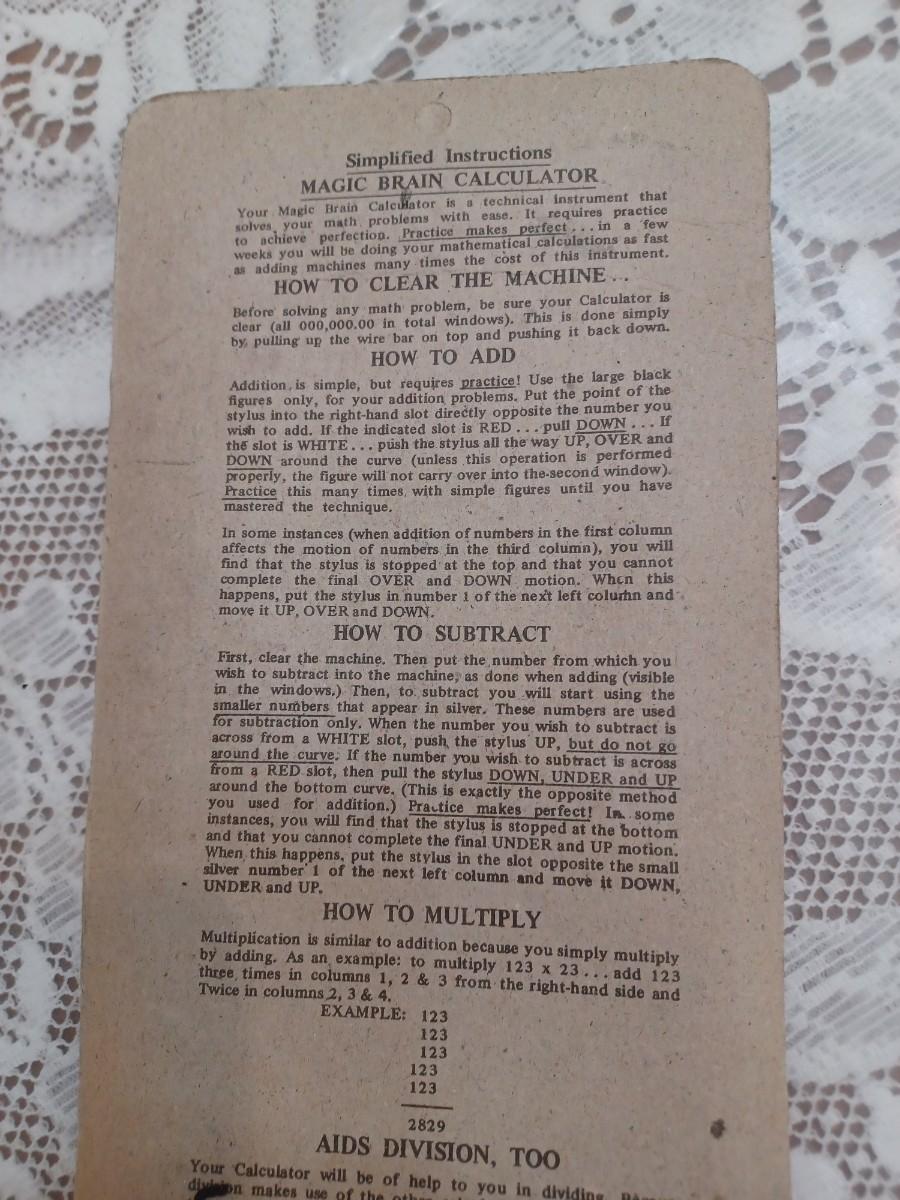 Simplified Instructions
MAGIC BRAIN CALCULATOR
Your Magic Brain Calculator is a technical instrument that
solves your math problems with ease. It requires practice
to achieve perfection. Practice makes perfect... in a few
weeks you will be doing your mathematical calculations as fast
as adding machines many times the cost of this instrument.
HOW TO CLEAR THE MACHINE..
Before solving any math problem, be sure your Calculator is
clear (all 000,000.00 in total windows). This is done simply
by pulling up the wire bar on top and pushing it back down.
HOW TO ADD
Addition is simple, but requires practice! Use the large black
figures only, for your addition problems. Put the point of the
stylus into the right-hand slot directly opposite the number you
wish to add. If the indicated slot is RED... pull DOWN... If
the slot is WHITE... push the stylus all the way UP, OVER and
DOWN around the curve (unless this operation is performed
properly, the figure will not carry over into the second window).
Practice this many times with simple figures until you have
mastered the technique.
In some instances (when addition of numbers in the first column
affects the motion of numbers in the third column), you will
find that the stylus is stopped at the top and that you cannot
complete the final OVER and DOWN motion. When this
happens, put the stylus in number 1 of the next left column and
move it UP, OVER and DOWN.
HOW TO SUBTRACT
First, clear the machine. Then put the number from which you
wish to subtract into the machine, as done when adding (visible
in the windows.) Then, to subtract you will start using the
smaller numbers that appear in silver. These numbers are used
for subtraction only. When the number you wish to subtract is
across from a WHITE slot, push the stylus UP, but do not go
around the curve. If the number you wish to subtract is across
from a RED slot, then pull the stylus DOWN, UNDER and UP
around the bottom curve. (This is exactly the opposite method
you used for addition.) Practice makes perfect! In some
instances, you will find that the stylus is stopped at the bottom
and that you cannot complete the final UNDER and UP motion.
When this happens, put the stylus in the slot opposite the small
silver number 1 of the next left column and move it DOWN,
UNDER and UP.
HOW TO MULTIPLY
Multiplication is similar to addition because you simply multiply
by adding. As an example: to multiply 123 x 23... add 123
three times in columns 1, 2 & 3 from the right-hand side and
Twice in columns 2, 3 & 4.
EXAMPLE: 123
123
123
123
123
2829
AIDS DIVISION, TOO
Your Calculator will be of help to you in dividing
division makes use of the other